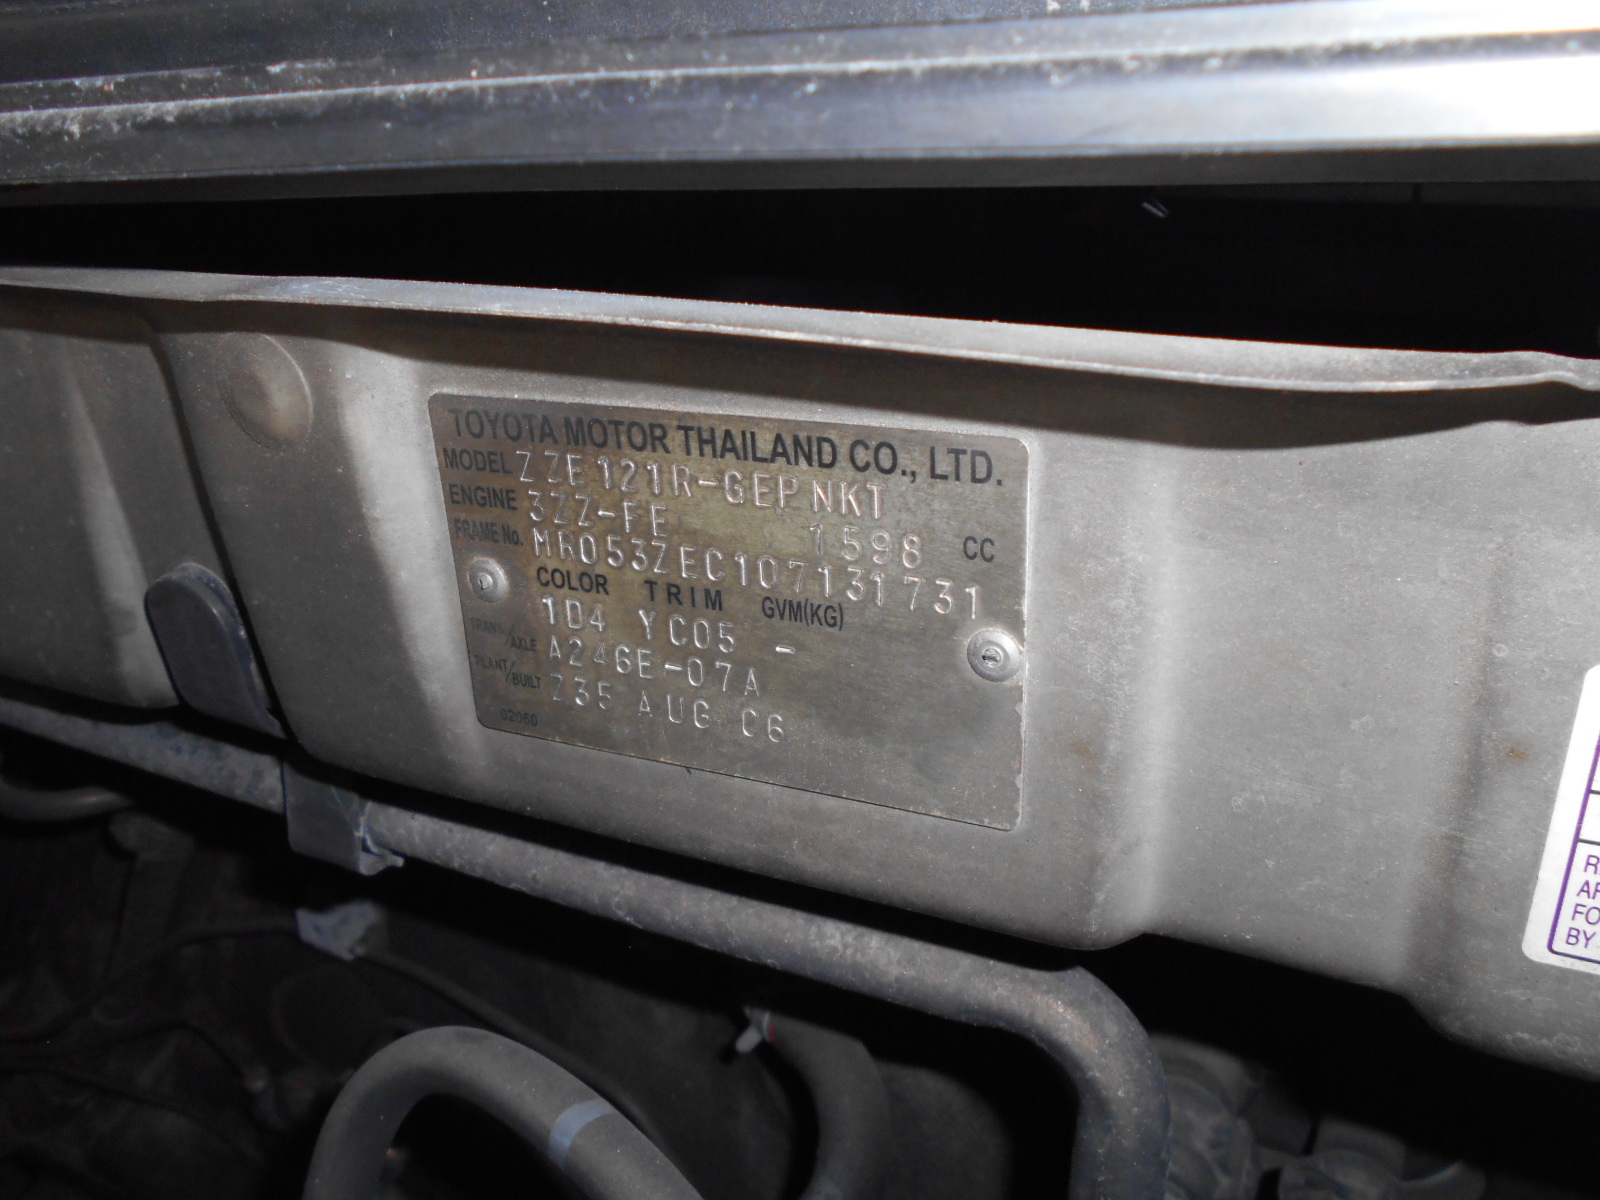 TOYOTA MOTOR THAILAND CO., LTD.
MODEL ZZE121R-GEPNKT
ENGINE 3ZZ-FE 1598 CC
FRAME No. MR053ZEC107131731
COLOR TRIM GVM(KG)
1D4 YC05 -
TRANS/AXLE A246E-07A
PLANT/BUILT Z35 AUG 06
02060
BY